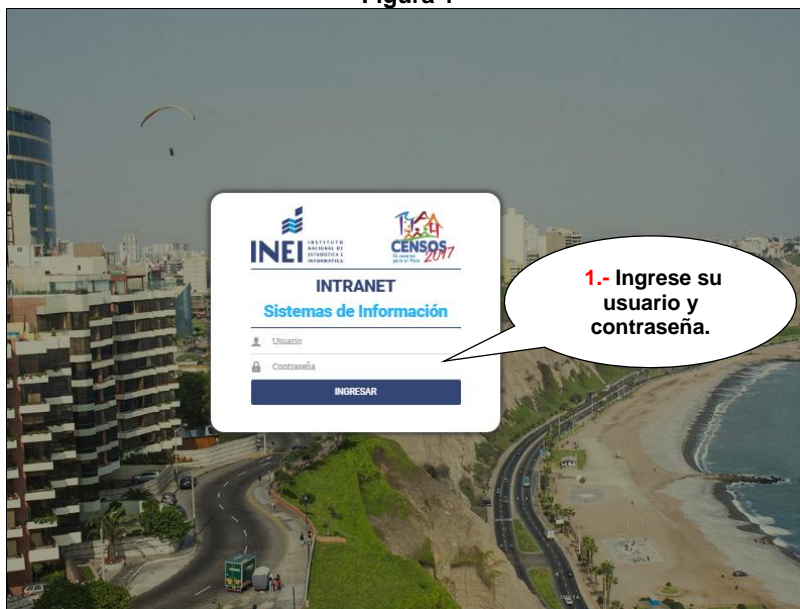 Figura 1
INEI
INSTITUTO
NACIONAL DE
ESTADÍSTICA E
INFORMÁTICA
CENSOS
2017
INTRANET
Sistemas de Información
Usuario
Contraseña
INGRESAR
1.- Ingrese su
usuario y
contraseña.